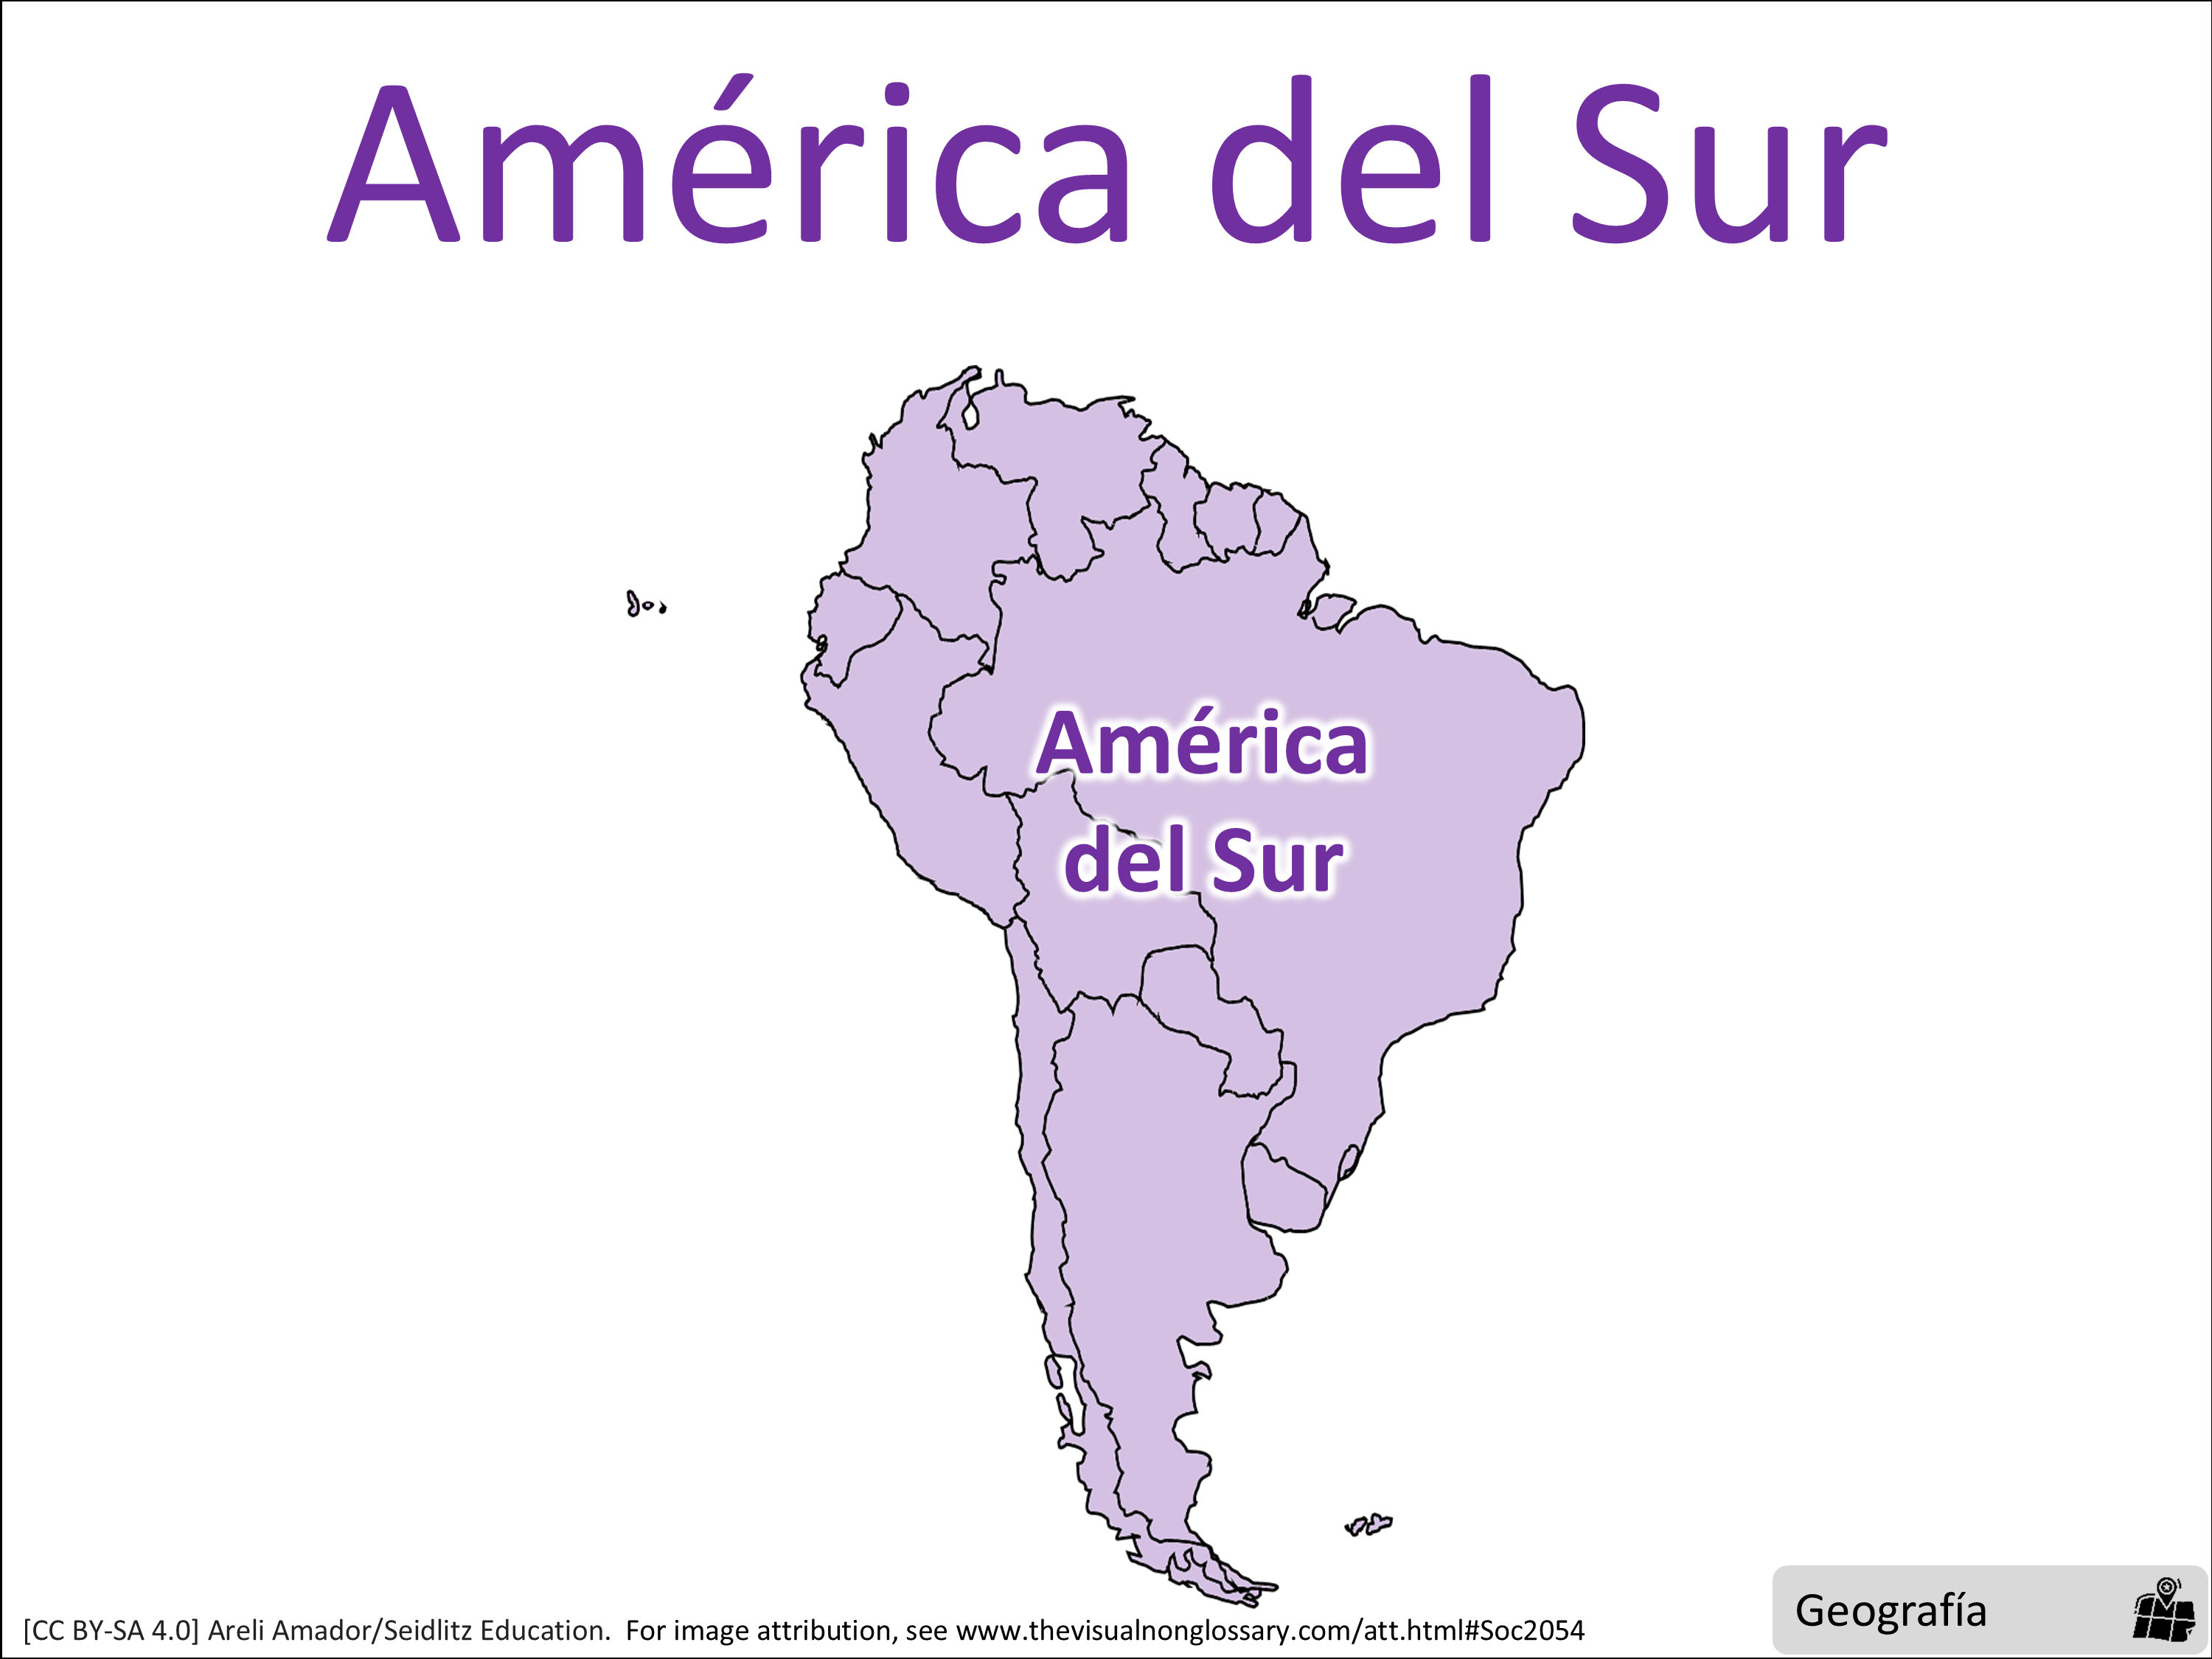 América del Sur
América
del Sur
Geografía
[CC BY-SA 4.0] Areli Amador/Seidlitz Education.  For image attribution, see www.thevisualnonglossary.com/att.html#Soc2054